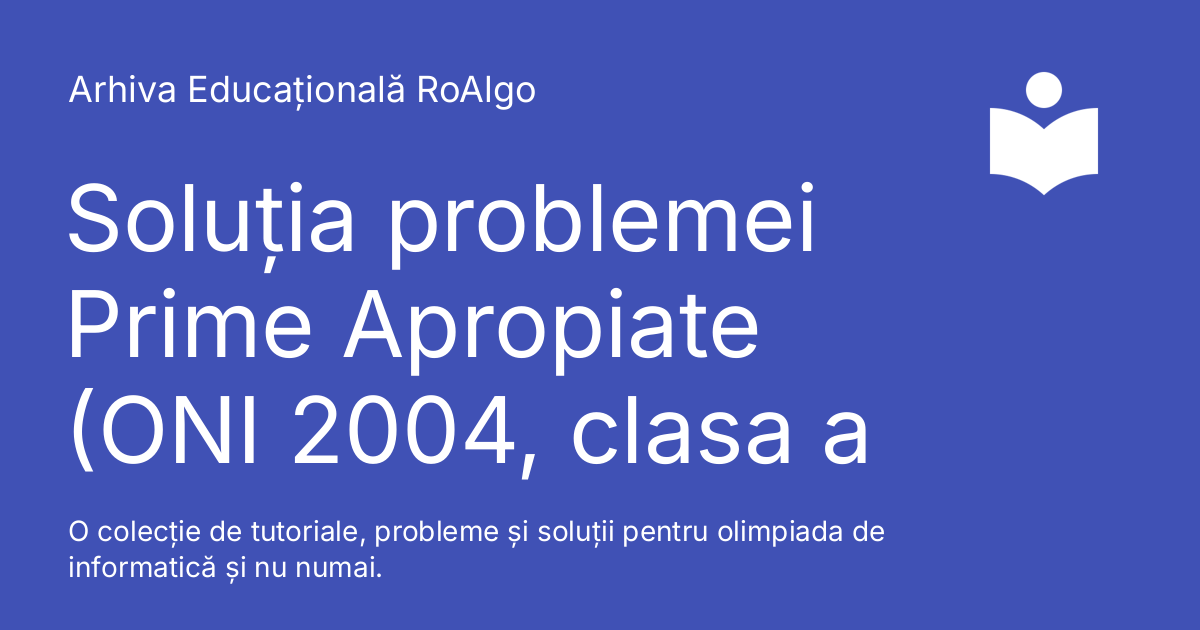 Arhiva Educațională RoAlgo
Soluția problemei
Prime Apropiate
(ONI 2004, clasa a
O colecție de tutoriale, probleme și soluții pentru olimpiada de
informatică și nu numai.